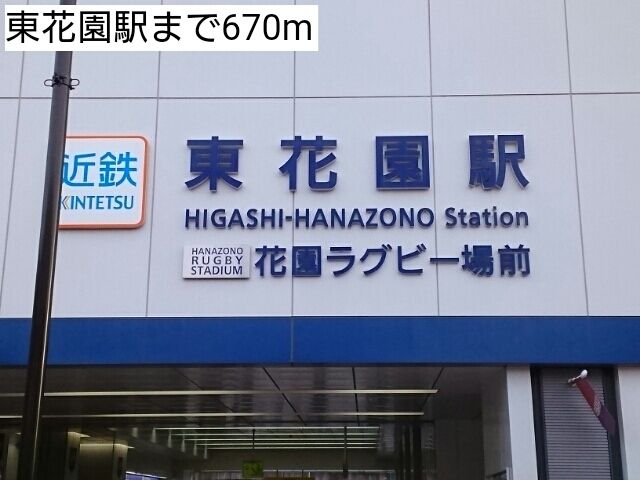 東花園駅まで670m
近鉄
KINTETSU
東花園駅
HIGASHI-HANAZONO Station
HANAZONO
RUGBY
STADIUM
花園ラグビー場前